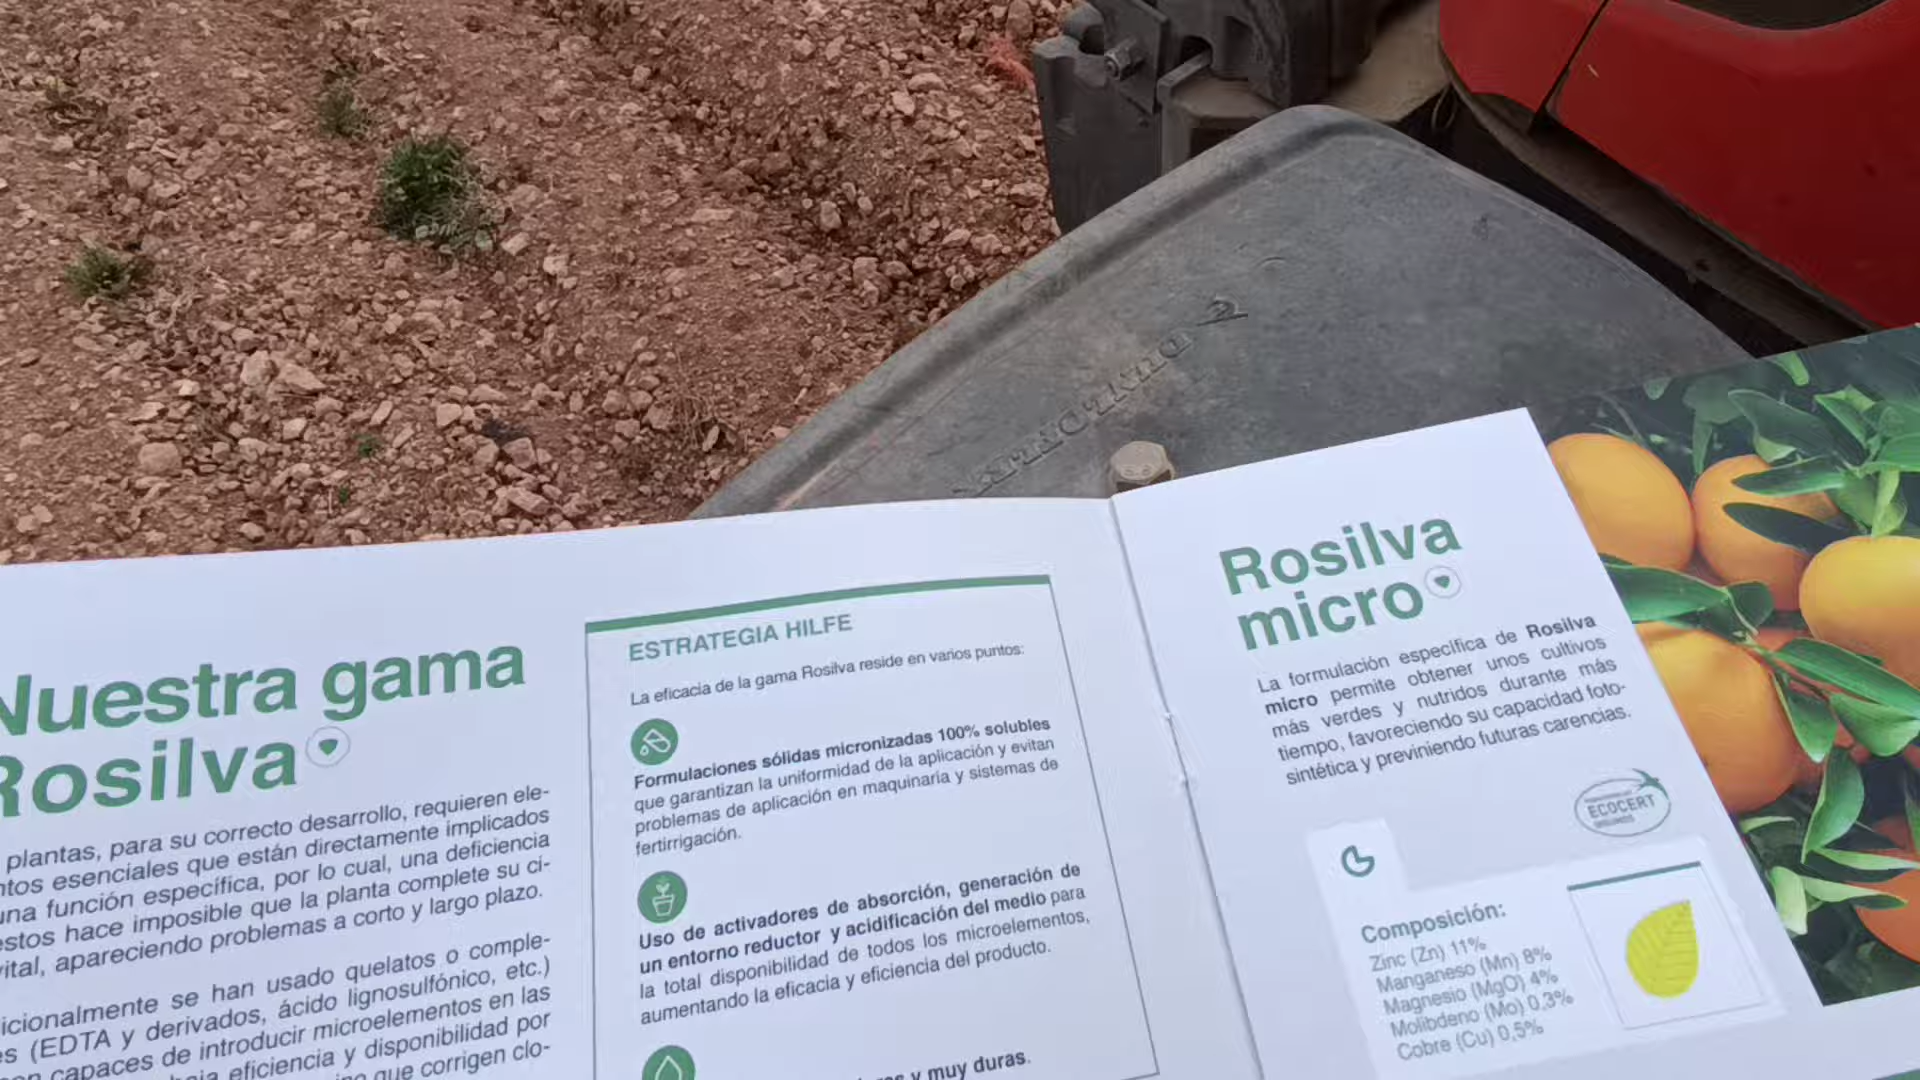 Nuestra gama
Rosilva
plantas, para su correcto desarrollo, requieren ele-
ntos esenciales que están directamente implicados
una función específica, por lo cual, una deficiencia
estos hace imposible que la planta complete su ci-
vital, apareciendo problemas a corto y largo plazo.
icionalmente se han usado quelatos o comple-
es (EDTA y derivados, ácido lignosulfónico, etc.)
capaces de introducir microelementos en las
eficiencia y disponibilidad por
que corrigen clo-
ESTRATEGIA HILFE
La eficacia de la gama Rosilva reside en varios puntos:
Formulaciones sólidas micronizadas 100% solubles
que garantizan la uniformidad de la aplicación y evitan
problemas de aplicación en maquinaria y sistemas de
fertirrigación.
Uso de activadores de absorción, generación de
un entorno reductor y acidificación del medio para
la total disponibilidad de todos los microelementos,
aumentando la eficacia y eficiencia del producto.
y muy duras.
Rosilva
micro
La formulación específica de Rosilva
micro permite obtener unos cultivos
más verdes y nutridos durante más
tiempo, favoreciendo su capacidad foto-
sintética y previniendo futuras carencias.
ECOCERT
Composición:
Zinc (Zn) 11%
Manganeso (Mn) 8%
Magnesio (MgO) 4%
Molibdeno (Mo) 0,3%
Cobre (Cu) 0,5%